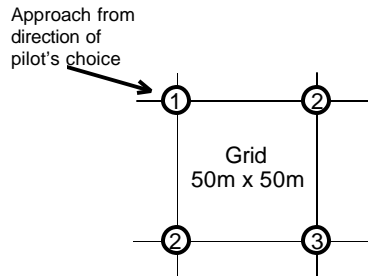 Approach from
direction of
pilot's choice
1
2
Grid
50m x 50m
2
3